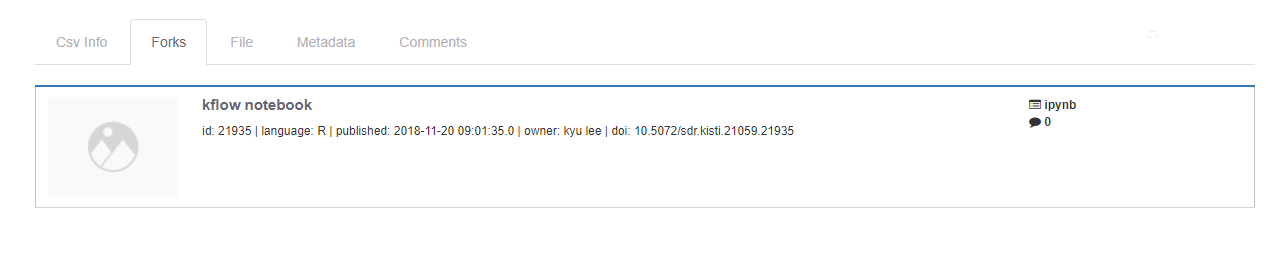 Csv Info Forks File Metadata Comments
kflow notebook
id: 21935 | language: R | published: 2018-11-20 09:01:35.0 | owner: kyu lee | doi: 10.5072/sdr.kisti.21059.21935
ipynb
0